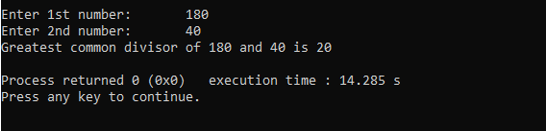 Enter 1st number:       180
Enter 2nd number:       40
Greatest common divisor of 180 and 40 is 20
Process returned 0 (0x0)   execution time : 14.285 s
Press any key to continue.